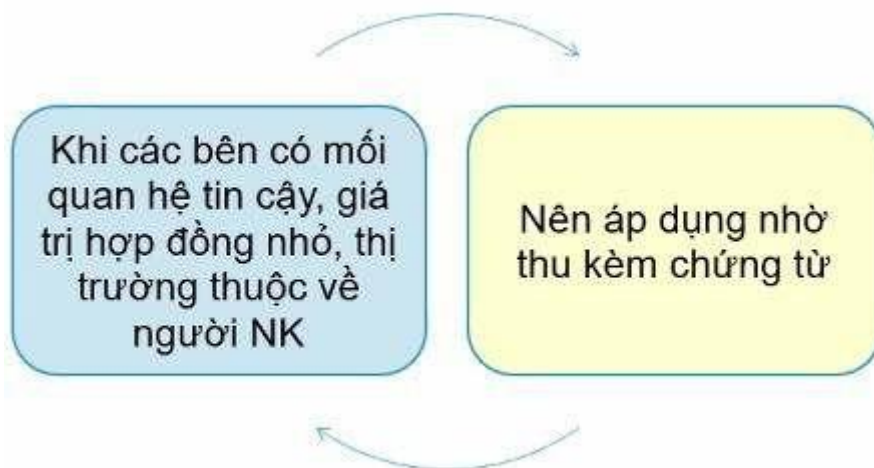 Khi các bên có mối
quan hệ tin cậy, giá
trị hợp đồng nhỏ, thị
trường thuộc về
người NK
Nên áp dụng nhờ
thu kèm chứng từ